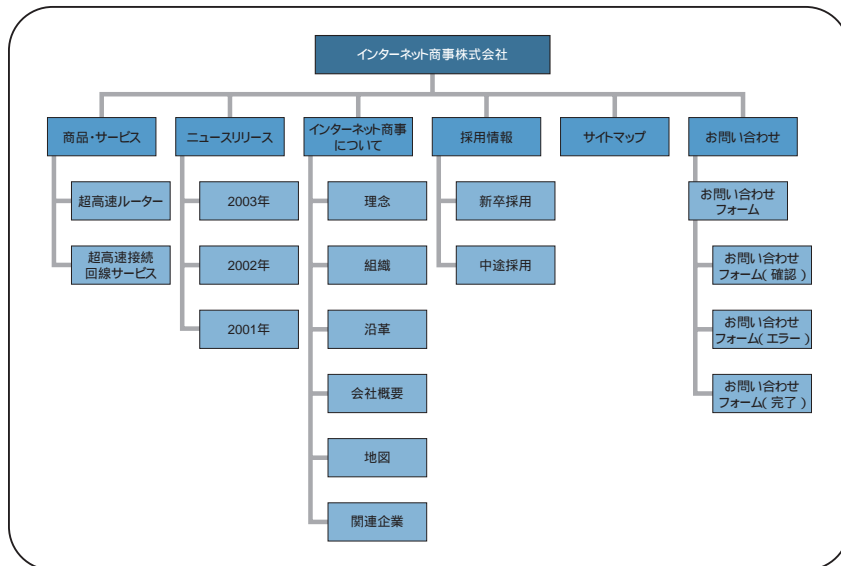 インターネット商事株式会社
商品・サービス
超高速ルーター
超高速接続
回線サービス
ニュースリリース
2003年
2002年
2001年
インターネット商事
について
理念
組織
沿革
会社概要
地図
関連企業
採用情報
新卒採用
中途採用
サイトマップ
お問い合わせ
お問い合わせ
フォーム
お問い合わせ
フォーム(確認)
お問い合わせ
フォーム(エラー)
お問い合わせ
フォーム(完了)